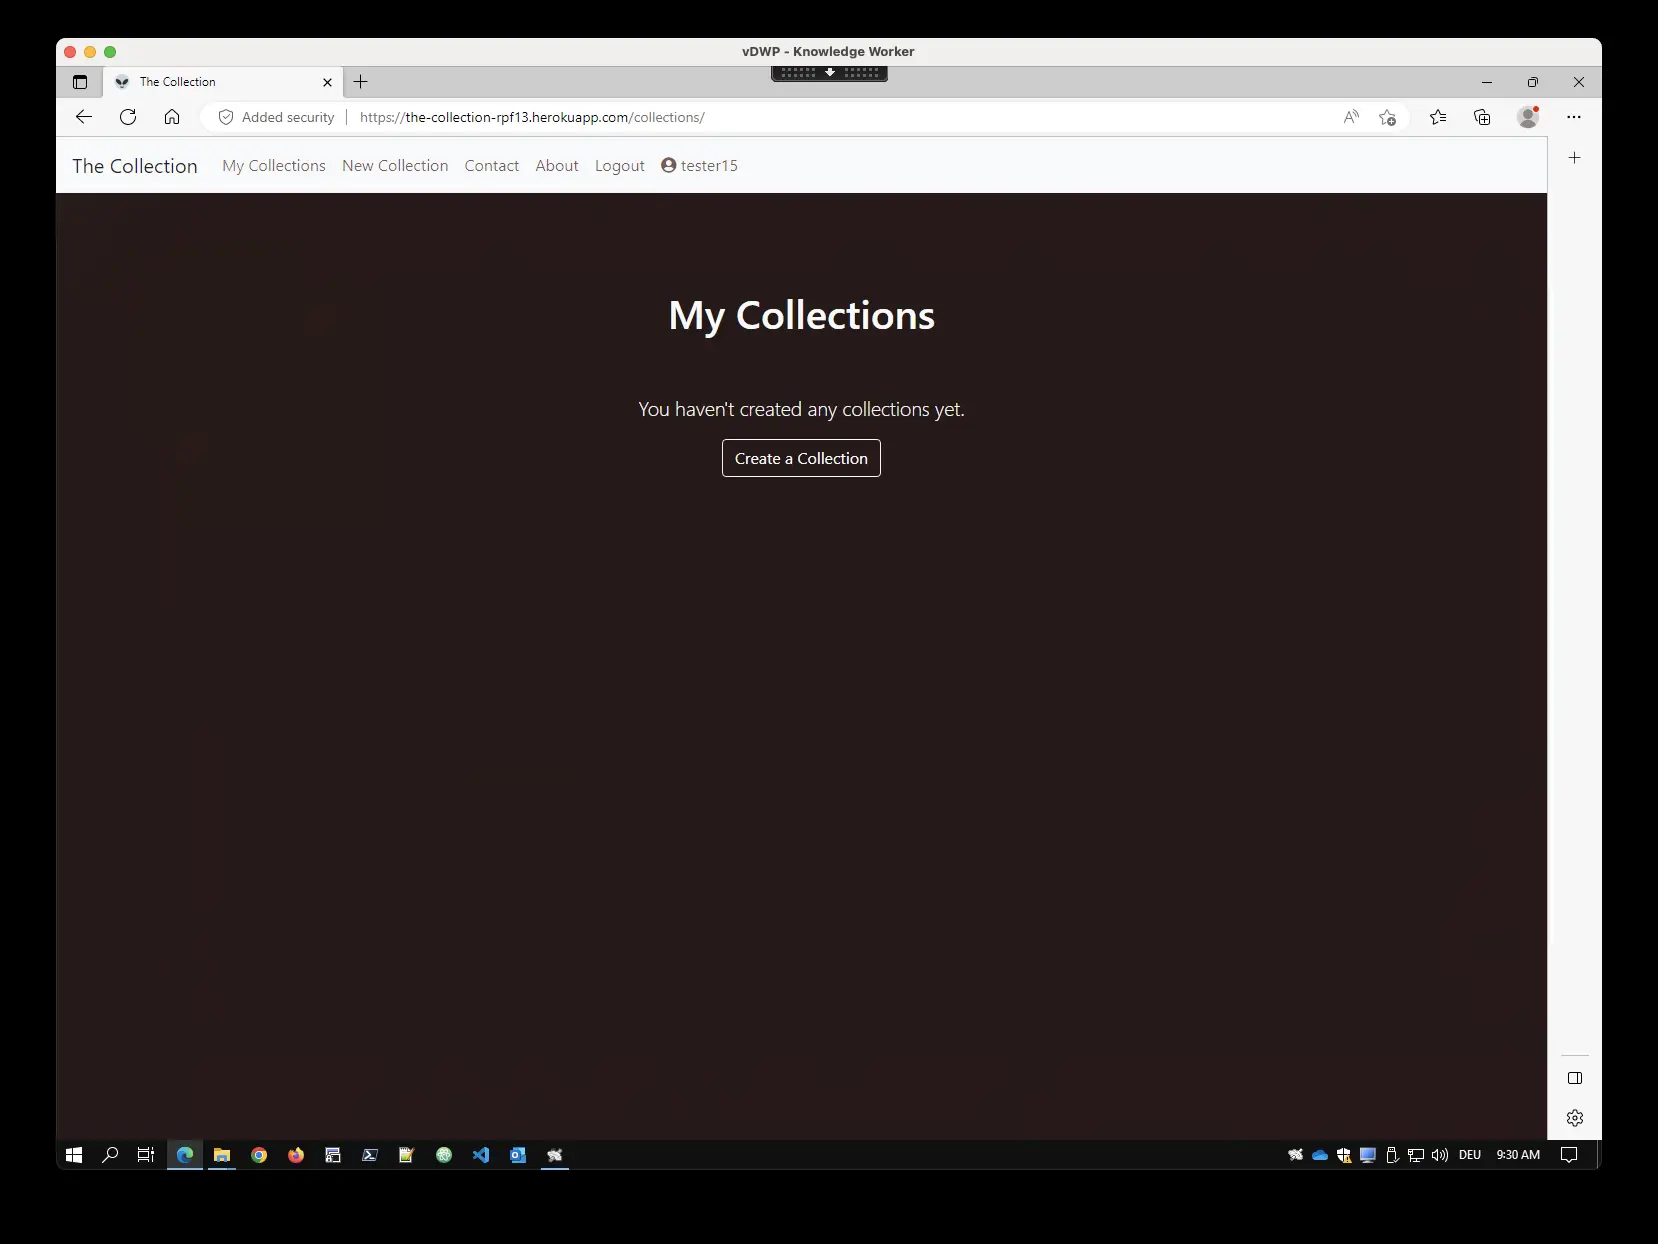 vDWP - Knowledge Worker
The Collection
Added security
https://the-collection-rpf13.herokuapp.com/collections/
The Collection My Collections New Collection Contact About Logout tester15
My Collections
You haven't created any collections yet.
Create a Collection
DEU 9:30 AM